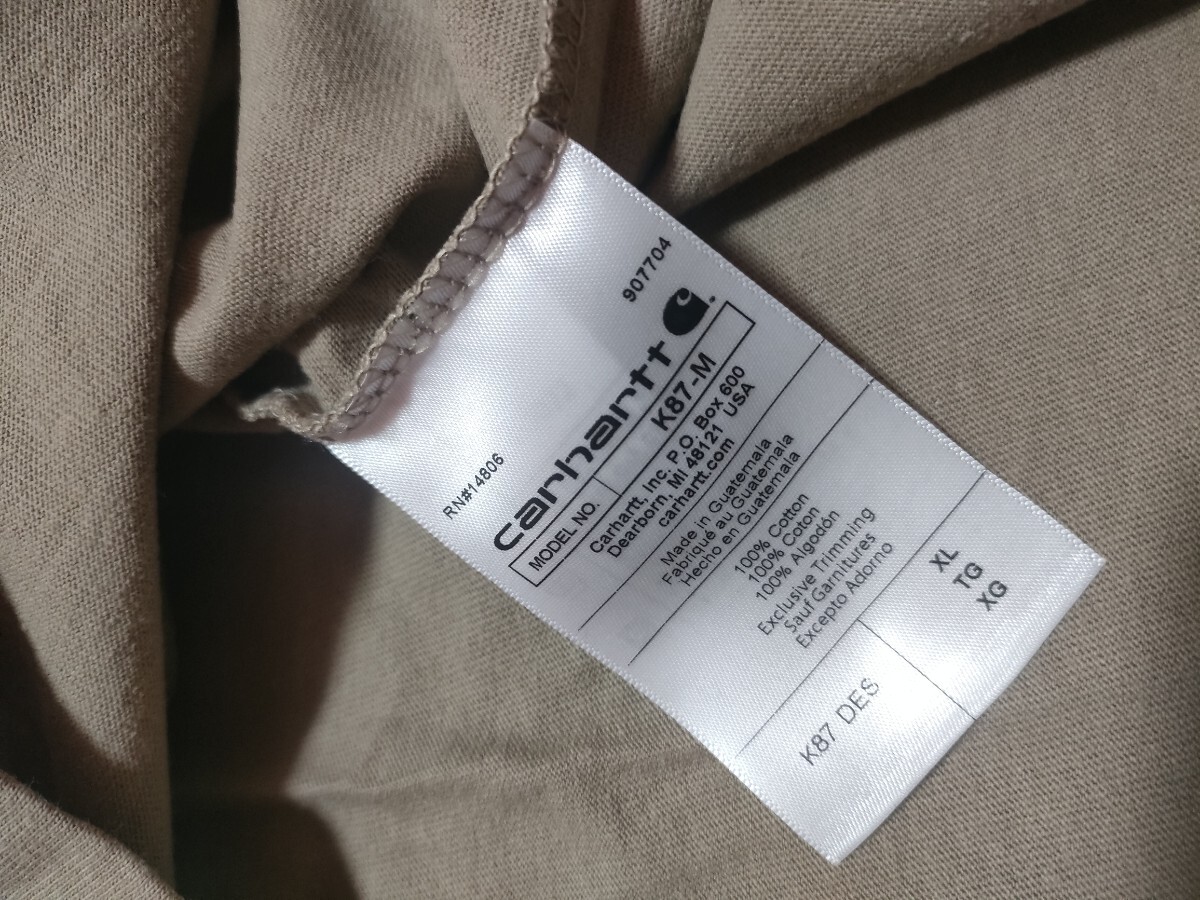 RN#14806 907704
carhartt
MODEL NO. K87-M
Carhartt, Inc. P.O. Box 600
Dearborn, MI 48121 USA
carhartt.com
Made in Guatemala
Fabriqué au Guatemala
Hecho en Guatemala
100% Cotton
100% Coton
100% Algodón
Exclusive Trimming
Sauf Garnitures
Excepto Adorno
K87 DES
XL
TG
XG